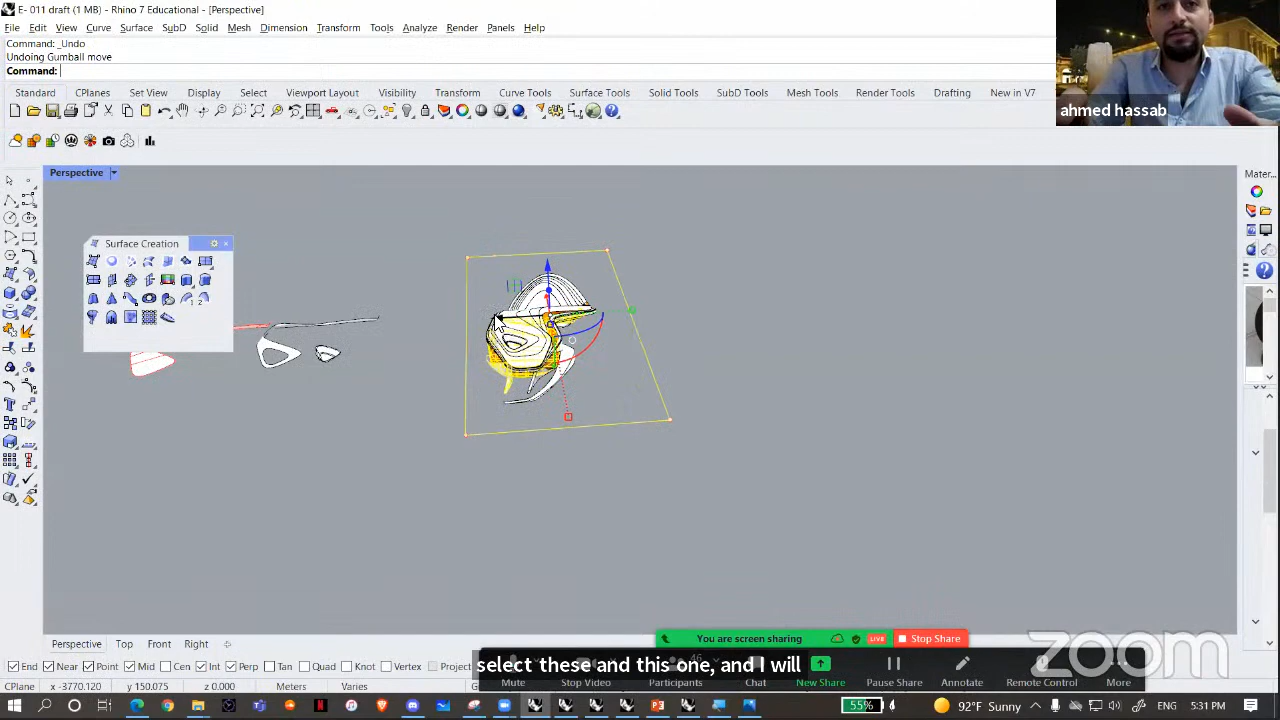 E- 011 draft (1 MB) - Rhino 7 Educational - [Perspective]
File Edit View Curve Surface SubD Solid Mesh Dimension Transform Tools Analyze Render Panels Help
Command: _Undo
Undoing Gumball move
Command:
Standard CPlanes Set View Display Select Viewport Layout Visibility Transform Curve Tools Surface Tools Solid Tools SubD Tools Mesh Tools Render Tools Drafting New in V7
ahmed hassab
Perspective
Mater...
Surface Creation
Perspective Top Front Right
You are screen sharing LIVE Stop Share
zoom
select these and this one, and I will
End Near Point Mid Cen Int Perp Tan Quad Knot Vertex Project
Mute Stop Video Participants Chat New Share Pause Share Annotate Remote Control More
CPlane x -3770.120 y 150.075 z 0.000 Meters Varies
55% 92°F Sunny ENG 5:31 PM